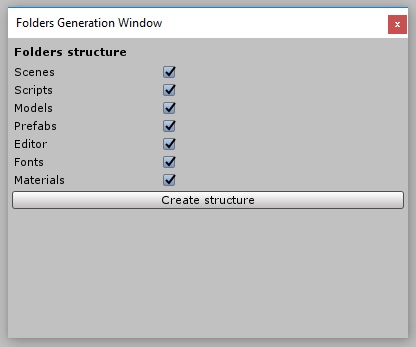 Folders Generation Window
x
Folders structure
Scenes
Scripts
Models
Prefabs
Editor
Fonts
Materials
Create structure